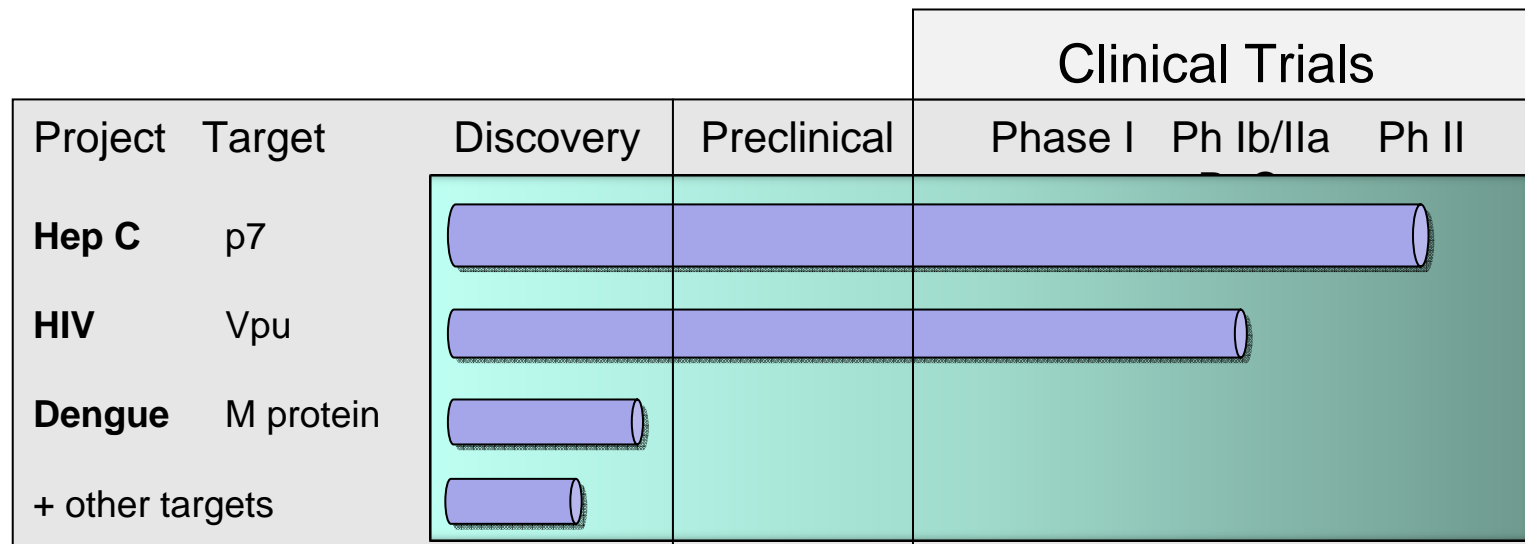 Clinical Trials
Project Target Discovery Preclinical Phase I Ph Ib/IIa Ph II
Hep C p7
HIV Vpu
Dengue M protein
+ other targets